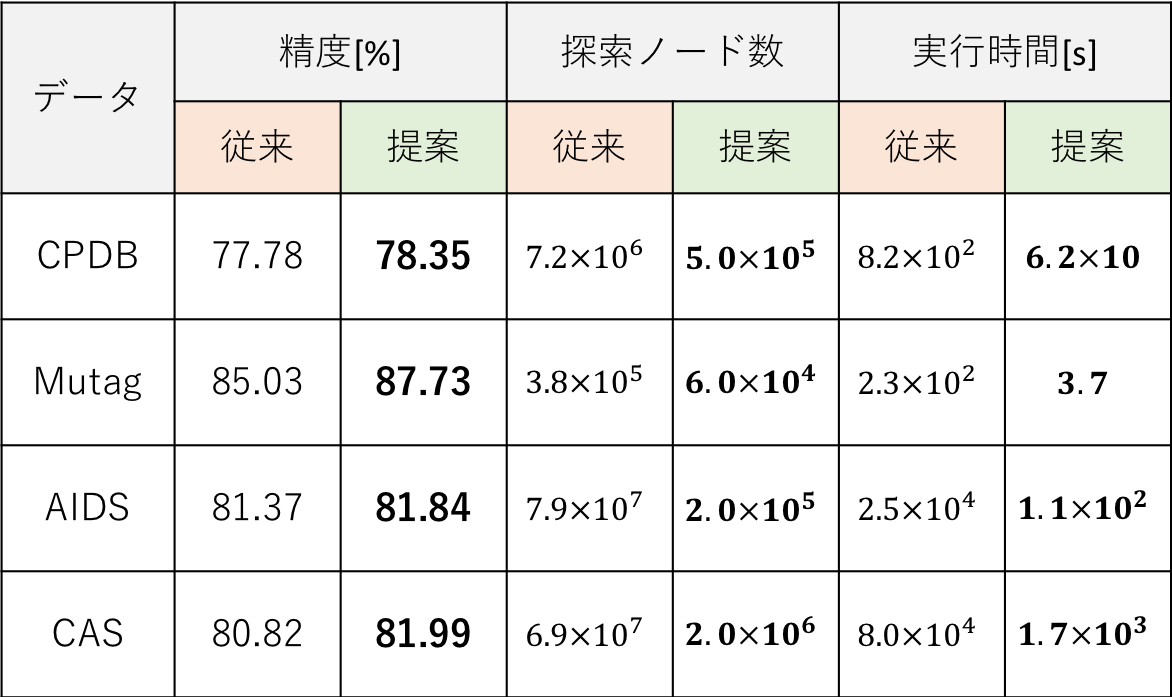 データ 精度[%] 探索ノード数 実行時間[s]
従来 提案 従来 提案 従来 提案
CPDB 77.78 78.35 7.2×10⁶ 5.0×10⁵ 8.2×10² 6.2×10
Mutag 85.03 87.73 3.8×10⁵ 6.0×10⁴ 2.3×10² 3.7
AIDS 81.37 81.84 7.9×10⁷ 2.0×10⁵ 2.5×10⁴ 1.1×10²
CAS 80.82 81.99 6.9×10⁷ 2.0×10⁶ 8.0×10⁴ 1.7×10³